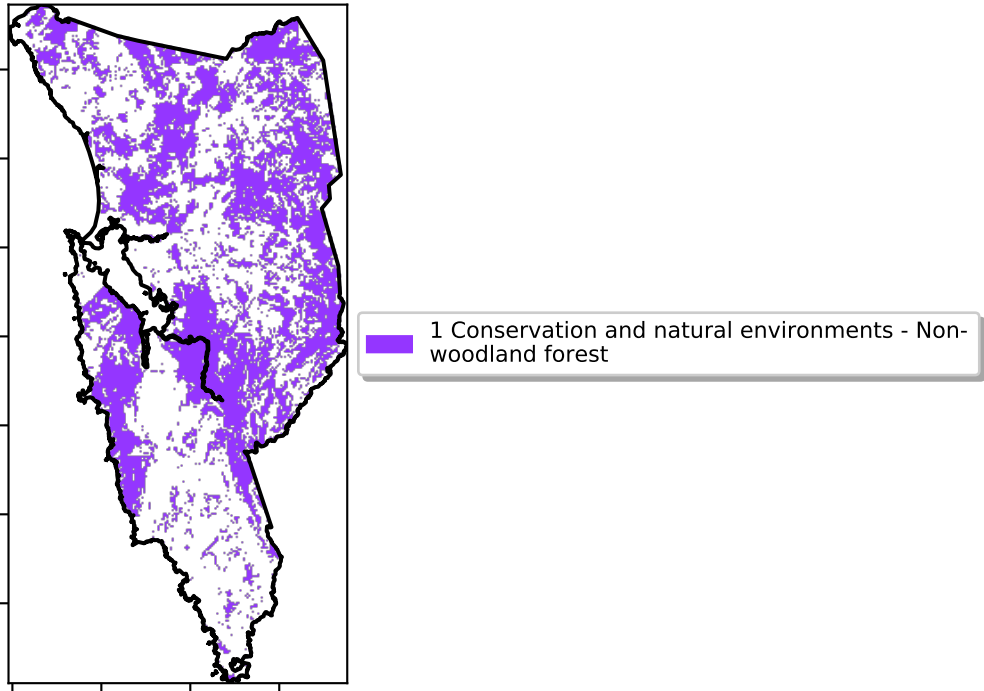 1 Conservation and natural environments - Non-
woodland forest